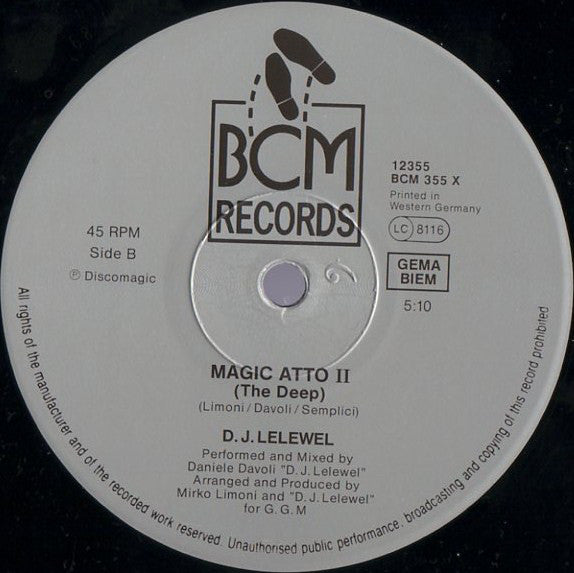 BCM
RECORDS
12355
BCM 355 X
Printed in
Western Germany
LC 8116
GEMA
BIEM
5:10
45 RPM
Side B
℗ Discomagic
MAGIC ATTO II
(The Deep)
(Limoni/Davoli/Semplici)
D.J. LELEWEL
Performed and Mixed by
Daniele Davoli "D.J. Lelewel"
Arranged and Produced by
Mirko Limoni and "D.J. Lelewel"
for G.G.M
All rights of the manufacturer and of the recorded work reserved. Unauthorised public performance, broadcasting and copying of this record prohibited